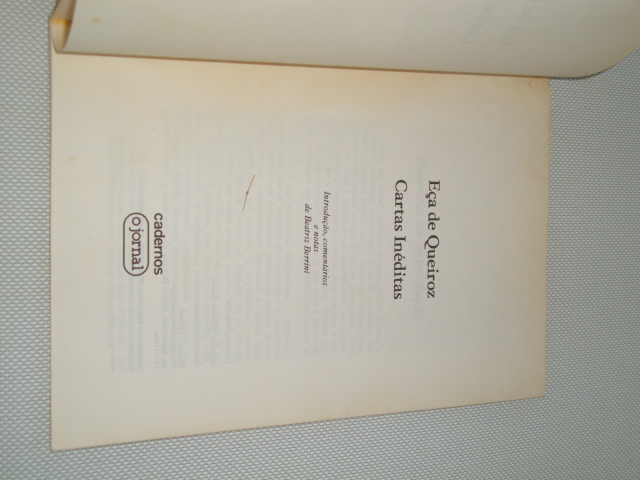 Eça de Queiroz
Cartas Inéditas
Introdução, comentários
e notas
de Beatriz Berrini
cadernos
o jornal